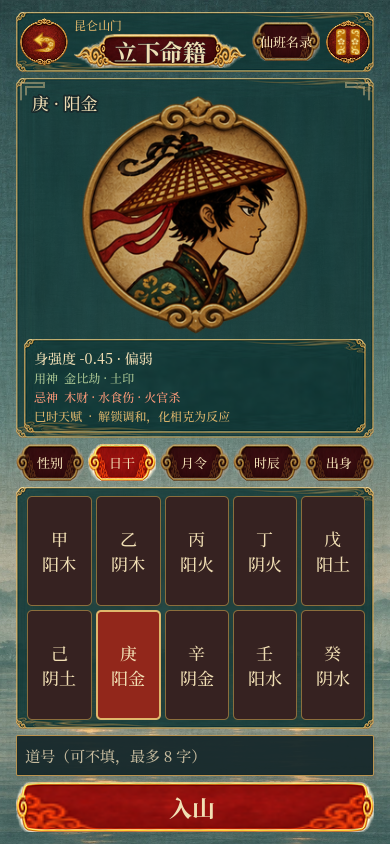 昆仑山门
立下命籍
仙班名录
庚 · 阳金
身强度 -0.45 · 偏弱
用神 金比劫 · 土印
忌神 木财 · 水食伤 · 火官杀
巳时天赋 · 解锁调和，化相克为反应
性别
日干
月令
时辰
出身
甲
阳木
乙
阴木
丙
阳火
丁
阴火
戊
阳土
己
阴土
庚
阳金
辛
阴金
壬
阳水
癸
阴水
道号（可不填，最多 8 字）
入山